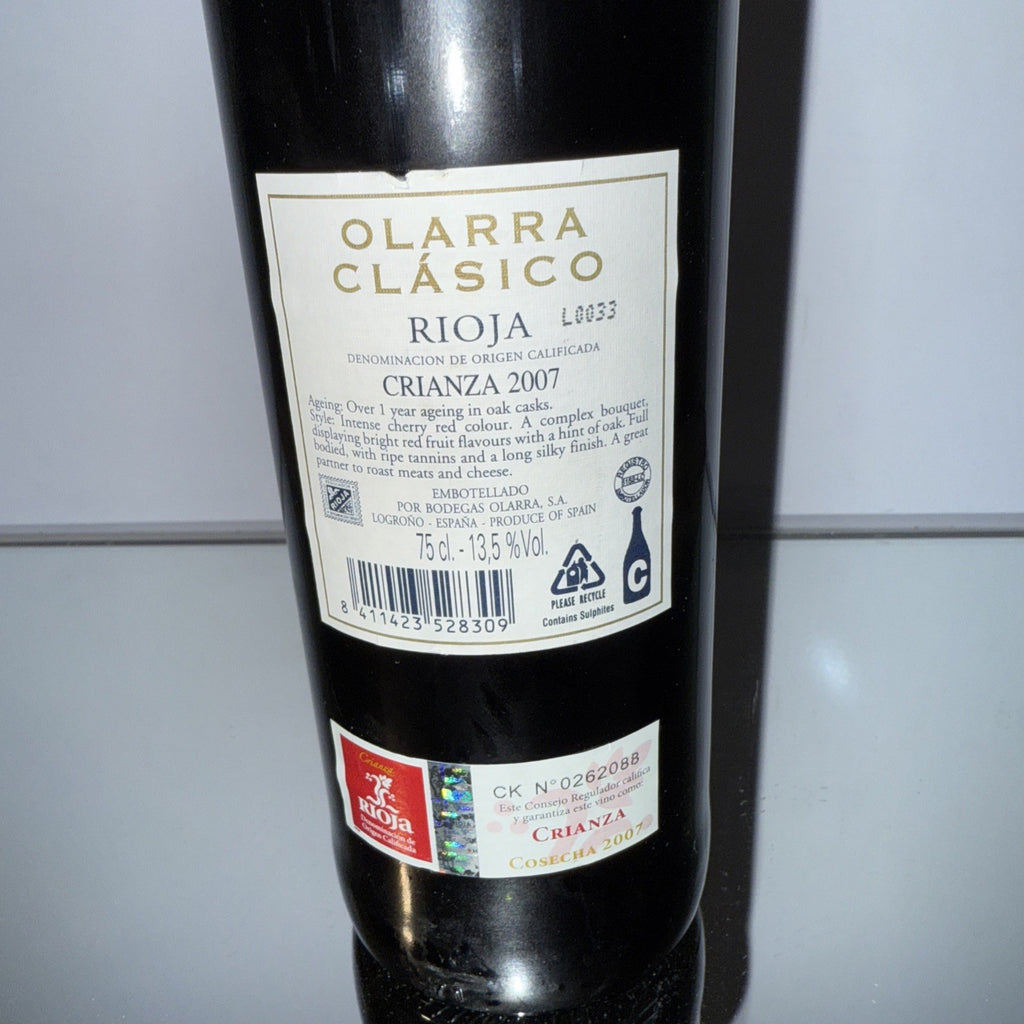 OLARRA
CLÁSICO
RIOJA L0033
DENOMINACION DE ORIGEN CALIFICADA
CRIANZA 2007
Ageing: Over 1 year ageing in oak casks.
Style: Intense cherry red colour. A complex bouquet,
displaying bright red fruit flavours with a hint of oak. Full
bodied, with ripe tannins and a long silky finish. A great
partner to roast meats and cheese.
RIOJA
EMBOTELLADO
POR BODEGAS OLARRA, S.A.
LOGROÑO - ESPAÑA - PRODUCE OF SPAIN
75 cl. - 13,5 %Vol.
8 411423 528309
PLEASE RECYCLE
Contains Sulphites
C
Crianza
RIOJA
Denominación de
Origen Calificada
CK Nº 0262088
Este Consejo Regulador califica
y garantiza este vino como:
CRIANZA
COSECHA 2007